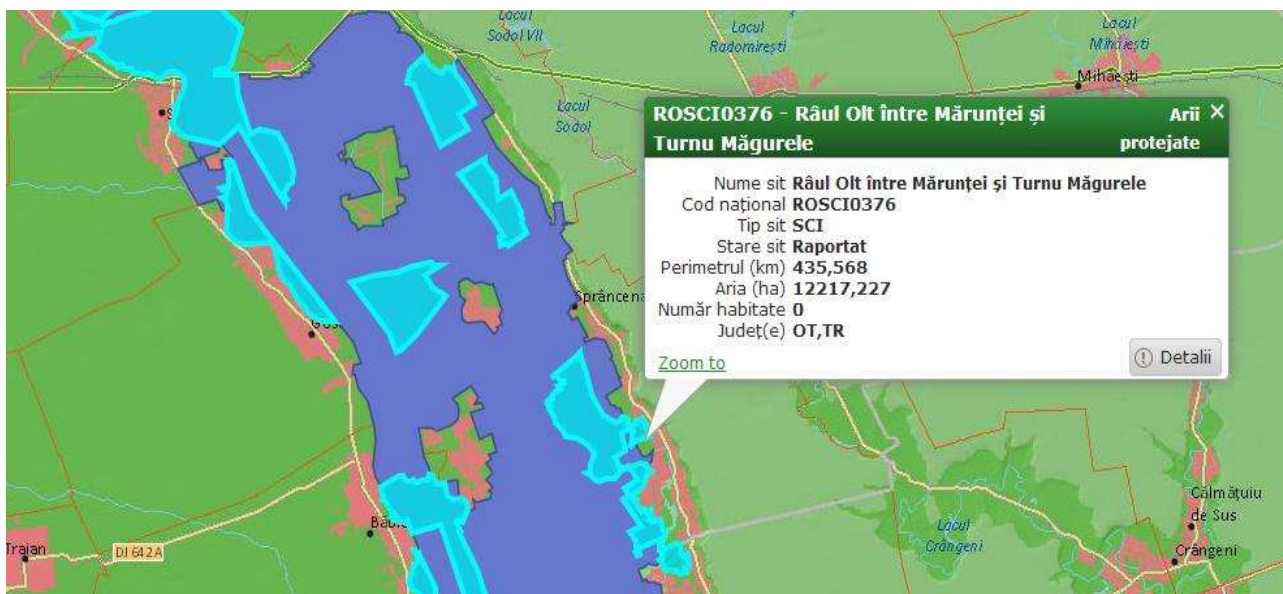 Lacul
Sodol VII
Lacul
Radomirești
Lacul
Mihăiești
Mihăești
Lacul
Sodol
ROSCI0376 - Râul Olt între Mărunței și
Turnu Măgurele
Arii ×
protejate
Nume sit Râul Olt între Mărunței și Turnu Măgurele
Cod național ROSCI0376
Tip sit SCI
Stare sit Raportat
Perimetrul (km) 435,568
Aria (ha) 12217,227
Număr habitate 0
Județ(e) OT,TR
Zoom to
Detalii
Sprâncena
Călmățuiu
de Sus
Lacul
Crângeni
Crângeni
Traian
DJ 642A